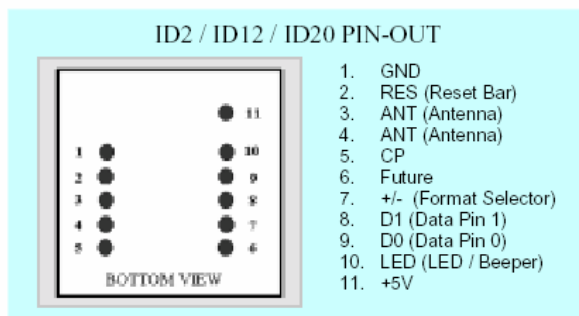 ID2 / ID12 / ID20 PIN-OUT
11
1 10
2 9
3 8
4 7
5 6
BOTTOM VIEW
1. GND
2. RES (Reset Bar)
3. ANT (Antenna)
4. ANT (Antenna)
5. CP
6. Future
7. +/- (Format Selector)
8. D1 (Data Pin 1)
9. D0 (Data Pin 0)
10. LED (LED / Beeper)
11. +5V